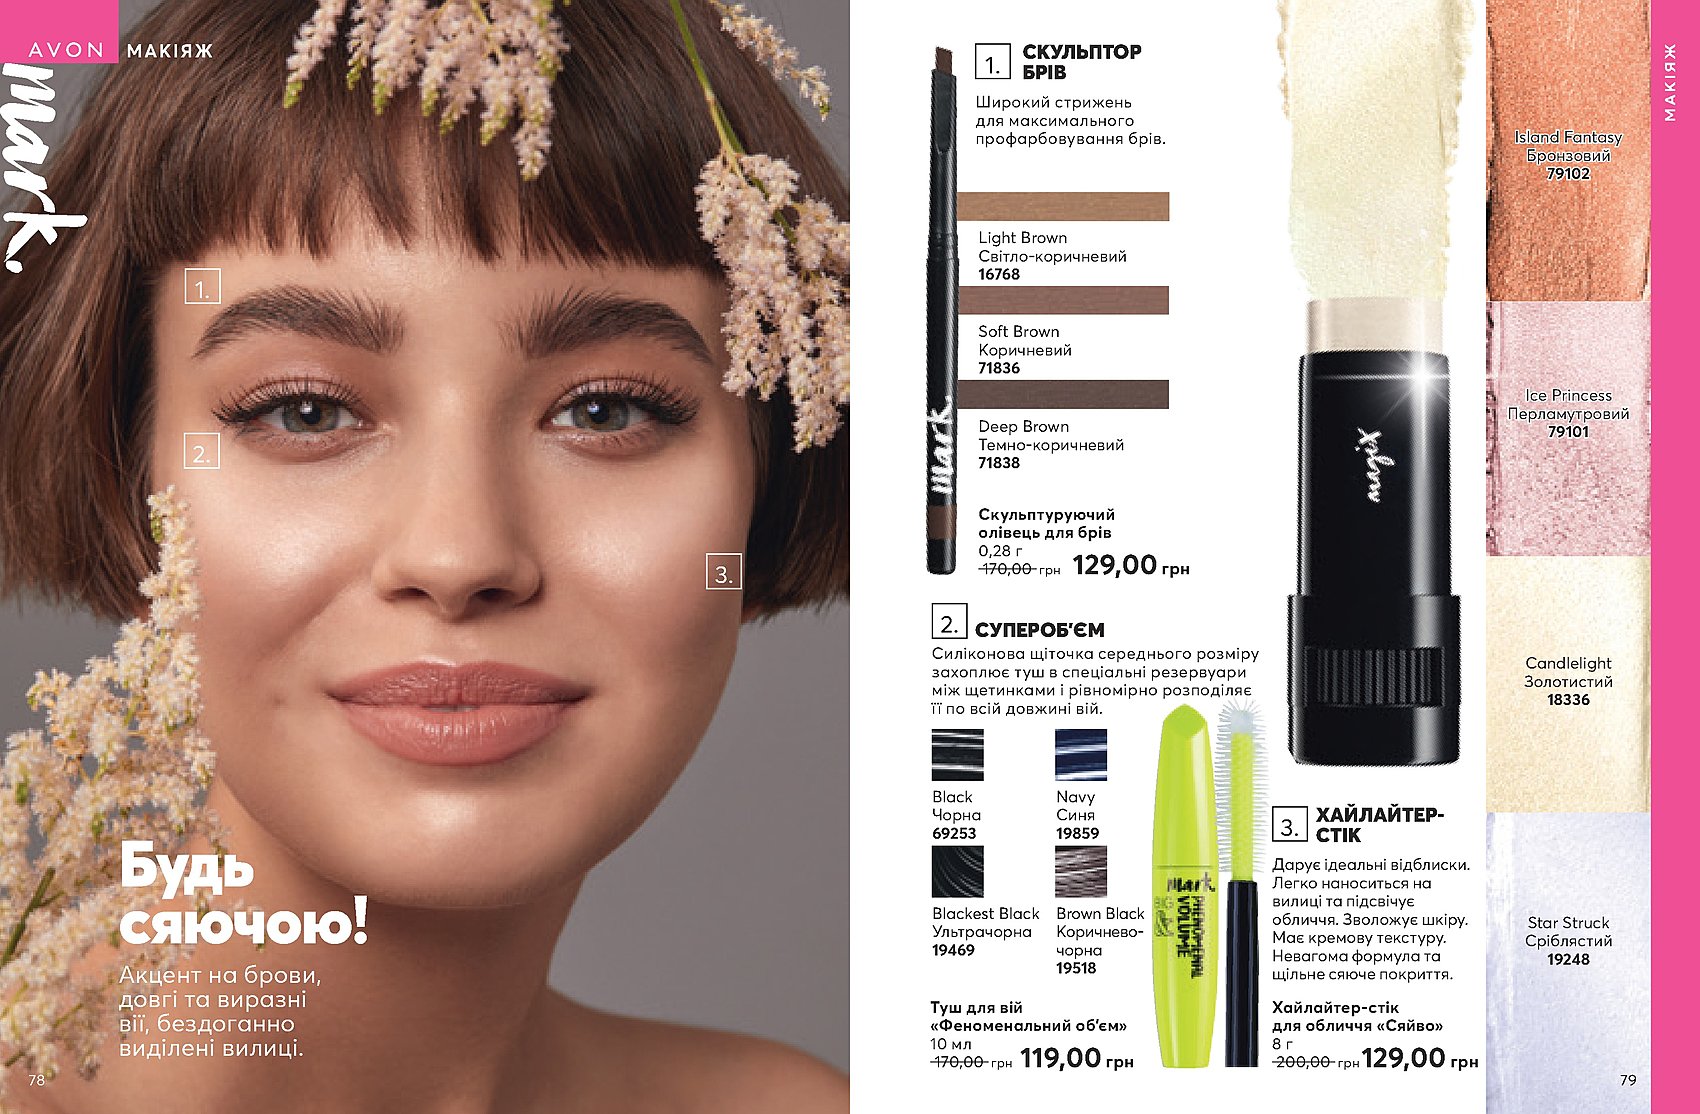 AVON
МАКІЯЖ
mark.
1.
2.
3.
Будь
сяючою!
Акцент на брови,
довгі та виразні
вії, бездоганно
виділені вилиці.
78
1.
СКУЛЬПТОР
БРІВ
Широкий стрижень
для максимального
профарбовування брів.
Light Brown
Світло-коричневий
16768
Soft Brown
Коричневий
71836
Deep Brown
Темно-коричневий
71838
mark.
Скульптуруючий
олівець для брів
0,28 г
170,00 грн 129,00 грн
2.
СУПЕРОБ'ЄМ
Силіконова щіточка середнього розміру
захоплює туш в спеціальні резервуари
між щетинками і рівномірно розподіляє
її по всій довжині вій.
Black
Чорна
69253
Navy
Синя
19859
Blackest Black
Ультрачорна
19469
Brown Black
Коричнево-
чорна
19518
mark.
PHENOMENAL
VOLUME
Туш для вій
«Феноменальний об'єм»
10 мл
170,00 грн 119,00 грн
magix
3.
ХАЙЛАЙТЕР-
СТІК
Дарує ідеальні відблиски.
Легко наноситься на
вилиці та підсвічує
обличчя. Зволожує шкіру.
Має кремову текстуру.
Невагома формула та
щільне сяюче покриття.
Хайлайтер-стік
для обличчя «Сяйво»
8 г
200,00 грн 129,00 грн
Island Fantasy
Бронзовий
79102
Ice Princess
Перламутровий
79101
Candlelight
Золотистий
18336
Star Struck
Сріблястий
19248
МАКІЯЖ
79